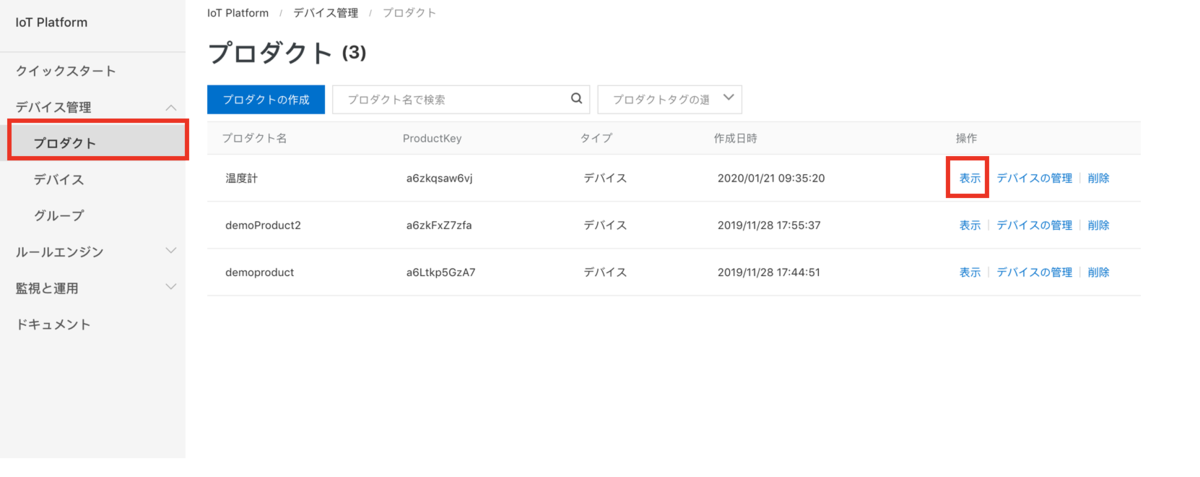 IoT Platform
クイックスタート
デバイス管理
プロダクト
デバイス
グループ
ルールエンジン
監視と運用
ドキュメント
IoT Platform / デバイス管理 / プロダクト
プロダクト (3)
プロダクトの作成 プロダクト名で検索 プロダクトタグの選
プロダクト名 ProductKey タイプ 作成日時 操作
温度計 a6zkqsaw6vj デバイス 2020/01/21 09:35:20 表示 デバイスの管理 | 削除
demoProduct2 a6zkFxZ7zfa デバイス 2019/11/28 17:55:37 表示 | デバイスの管理 | 削除
demoproduct a6Ltkp5GzA7 デバイス 2019/11/28 17:44:51 表示 | デバイスの管理 | 削除